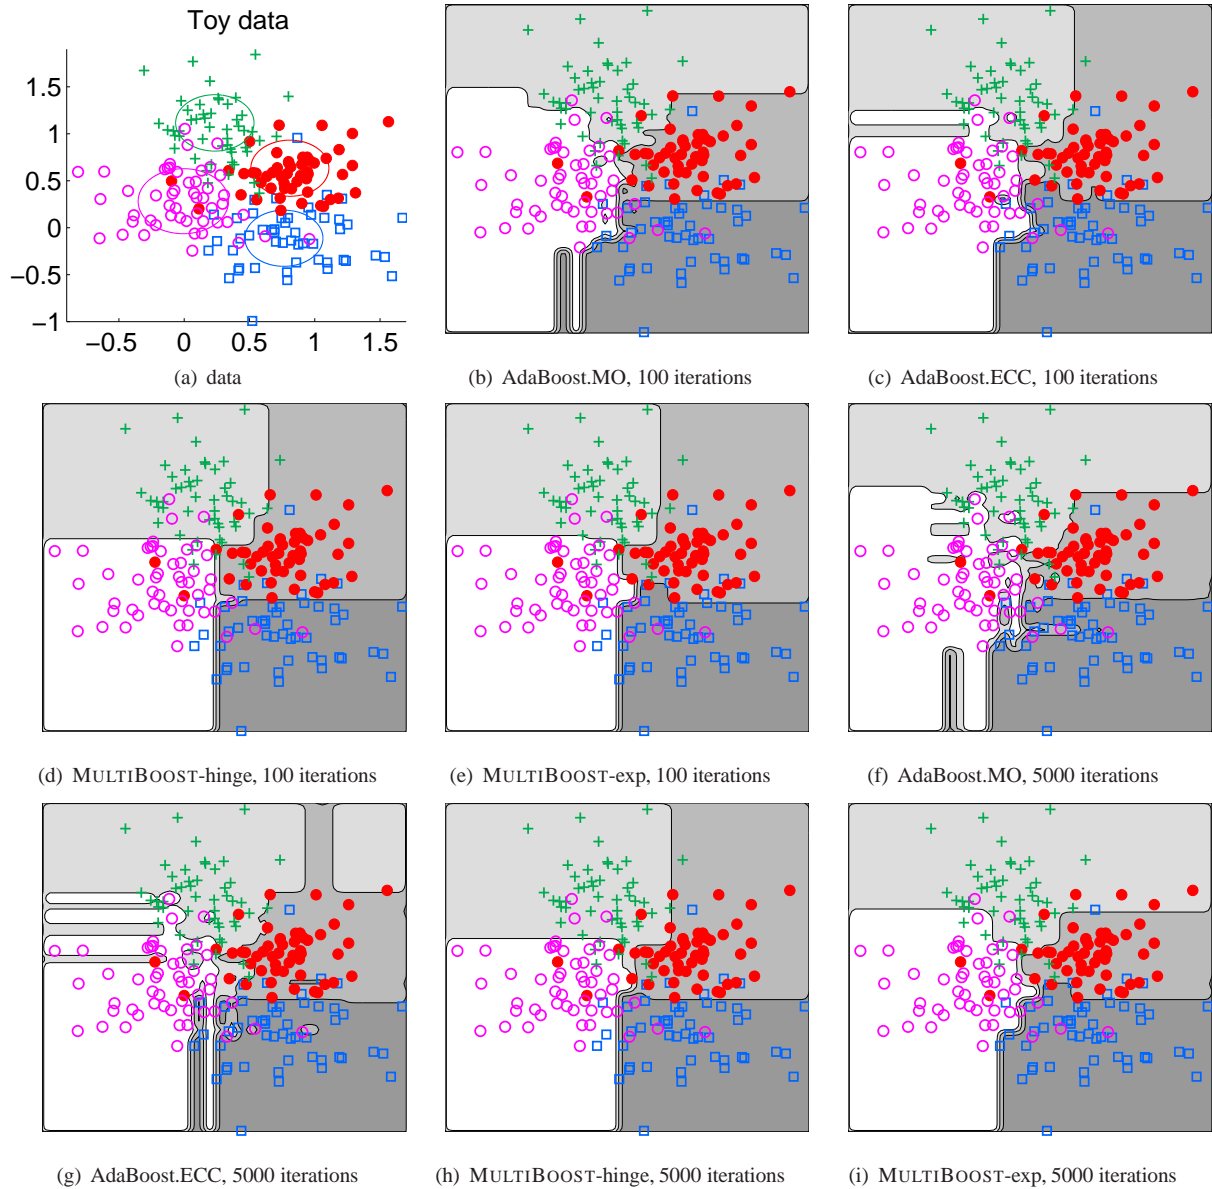 Toy data
1.5
1
0.5
0
−0.5
−1
−0.5 0 0.5 1 1.5
(a) data
(b) AdaBoost.MO, 100 iterations
(c) AdaBoost.ECC, 100 iterations
(d) MULTIBOOST-hinge, 100 iterations
(e) MULTIBOOST-exp, 100 iterations
(f) AdaBoost.MO, 5000 iterations
(g) AdaBoost.ECC, 5000 iterations
(h) MULTIBOOST-hinge, 5000 iterations
(i) MULTIBOOST-exp, 5000 iterations